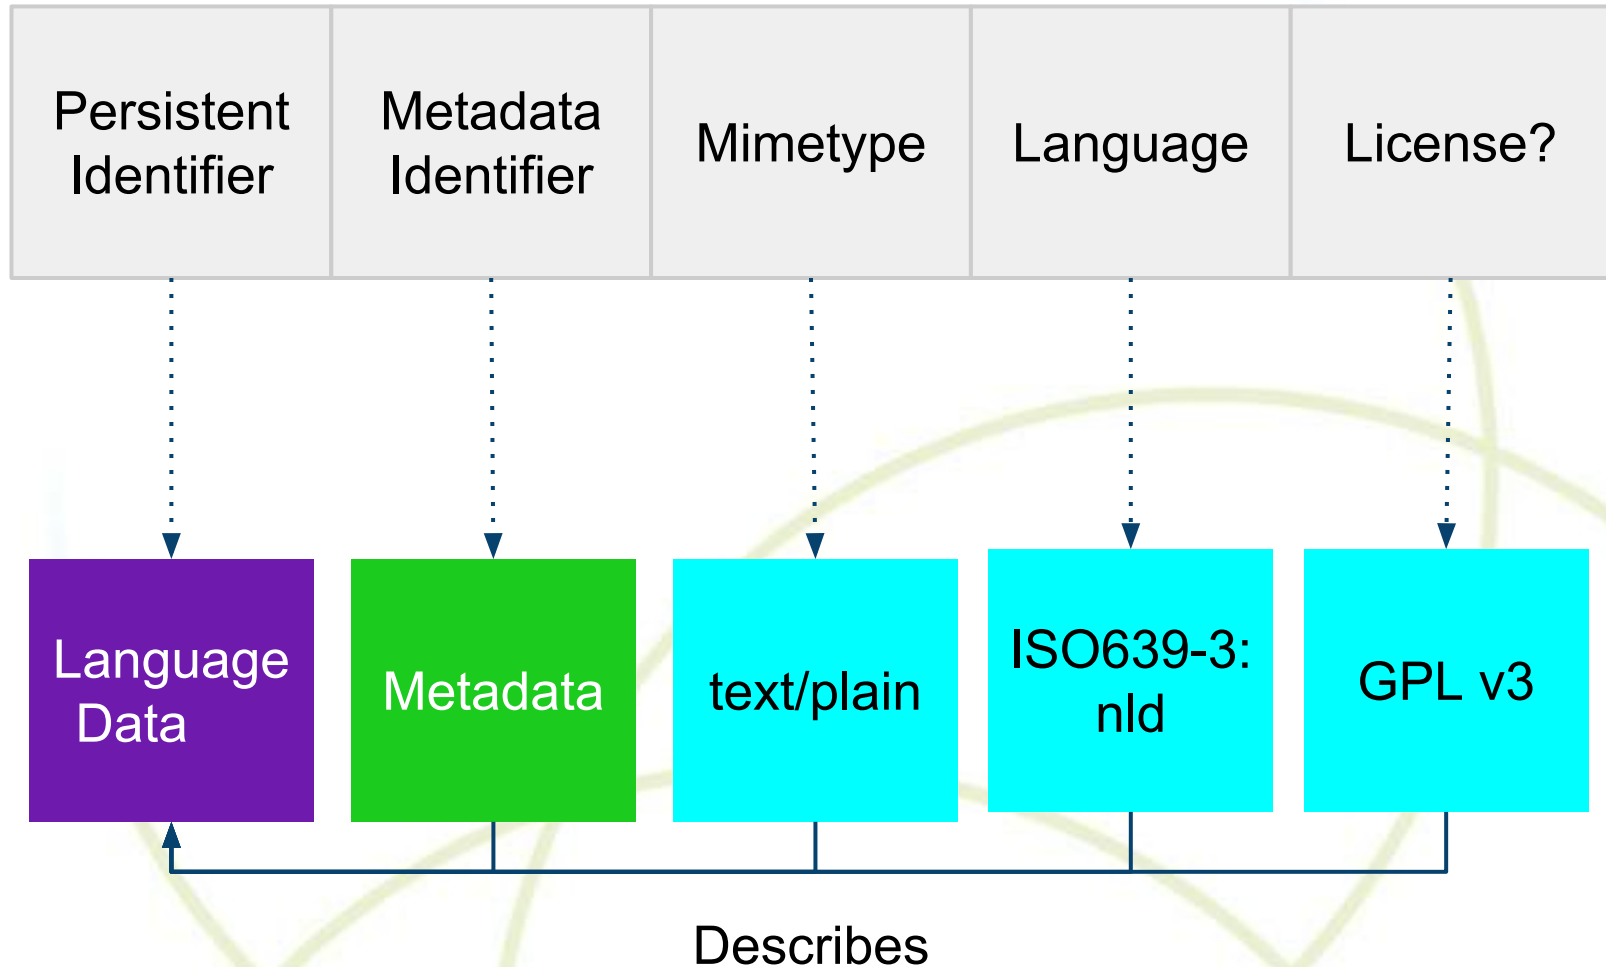 Persistent
Identifier
Metadata
Identifier
Mimetype
Language
License?
Language
Data
Metadata
text/plain
ISO639-3:
nld
GPL v3
Describes